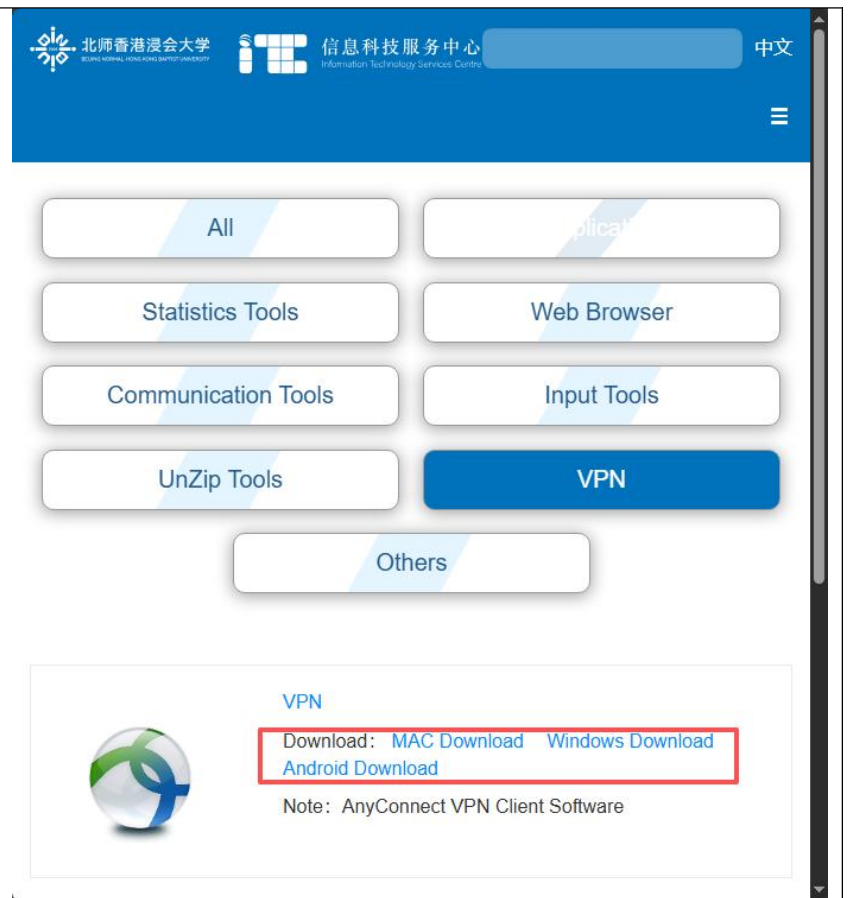 北师香港浸会大学
BEIJING NORMAL-HONG KONG BAPTIST UNIVERSITY
信息科技服务中心
Information Technology Services Centre
中文
All
Statistics Tools
Web Browser
Communication Tools
Input Tools
UnZip Tools
VPN
Others
VPN
Download： MAC Download Windows Download
Android Download
Note：AnyConnect VPN Client Software